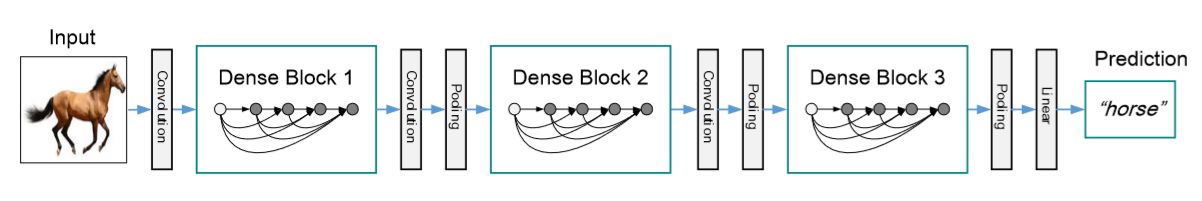 Input
Convolution
Dense Block 1
Convolution
Pooling
Dense Block 2
Convolution
Pooling
Dense Block 3
Pooling
Linear
Prediction
“horse”